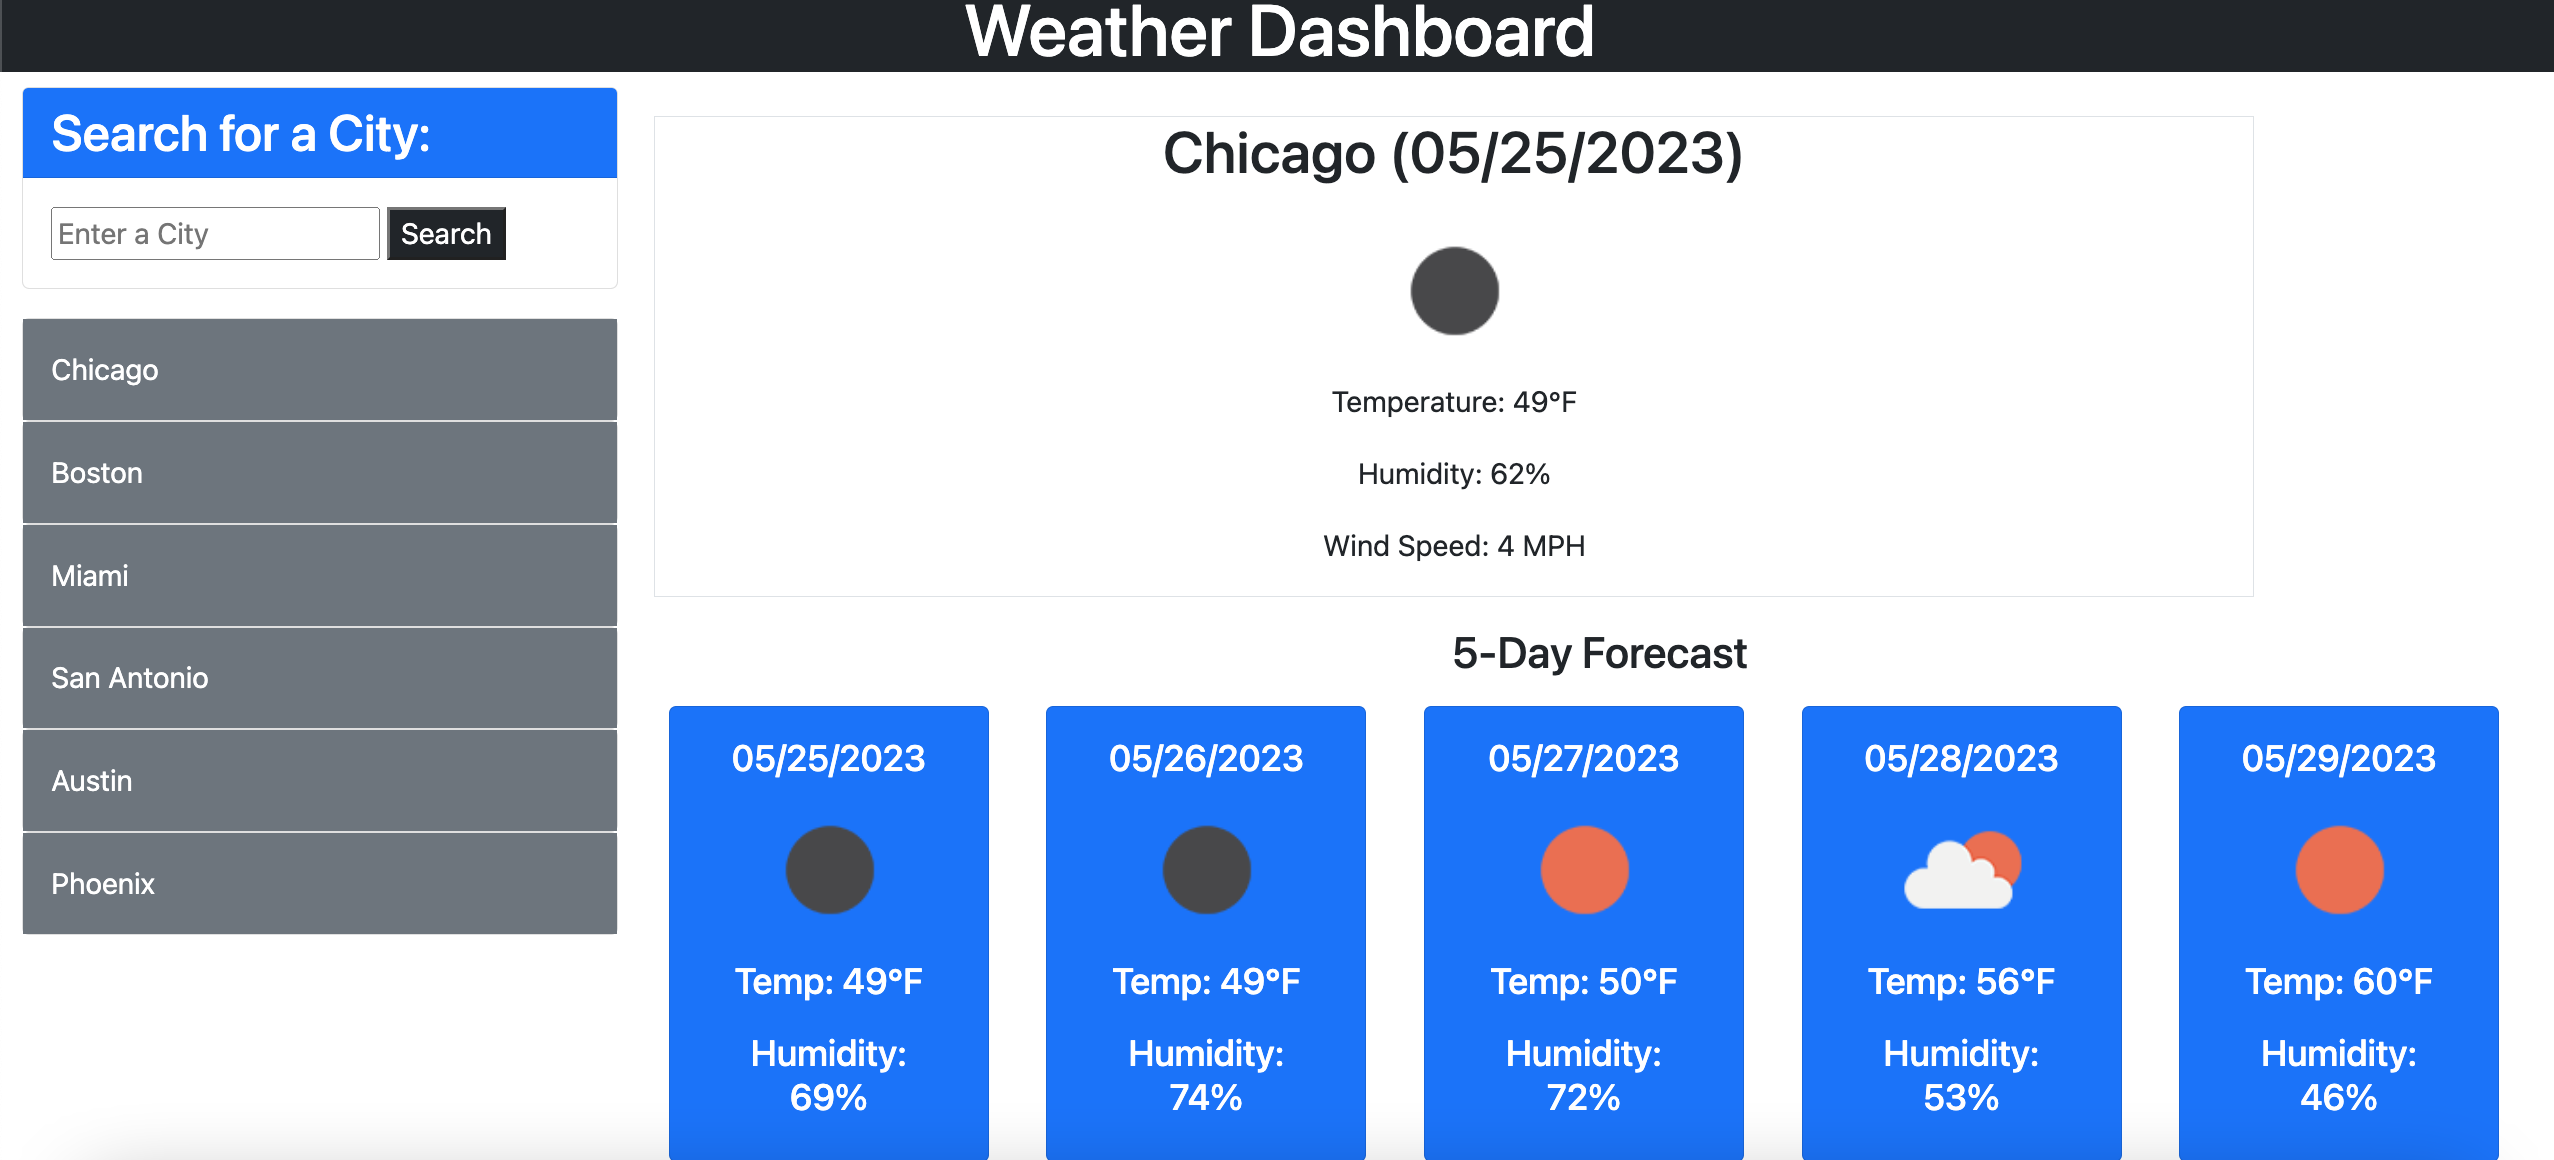 Weather Dashboard
Search for a City:
Enter a City
Search
Chicago
Boston
Miami
San Antonio
Austin
Phoenix
Chicago (05/25/2023)
Temperature: 49°F
Humidity: 62%
Wind Speed: 4 MPH
5-Day Forecast
05/25/2023
Temp: 49°F
Humidity:
69%
05/26/2023
Temp: 49°F
Humidity:
74%
05/27/2023
Temp: 50°F
Humidity:
72%
05/28/2023
Temp: 56°F
Humidity:
53%
05/29/2023
Temp: 60°F
Humidity:
46%